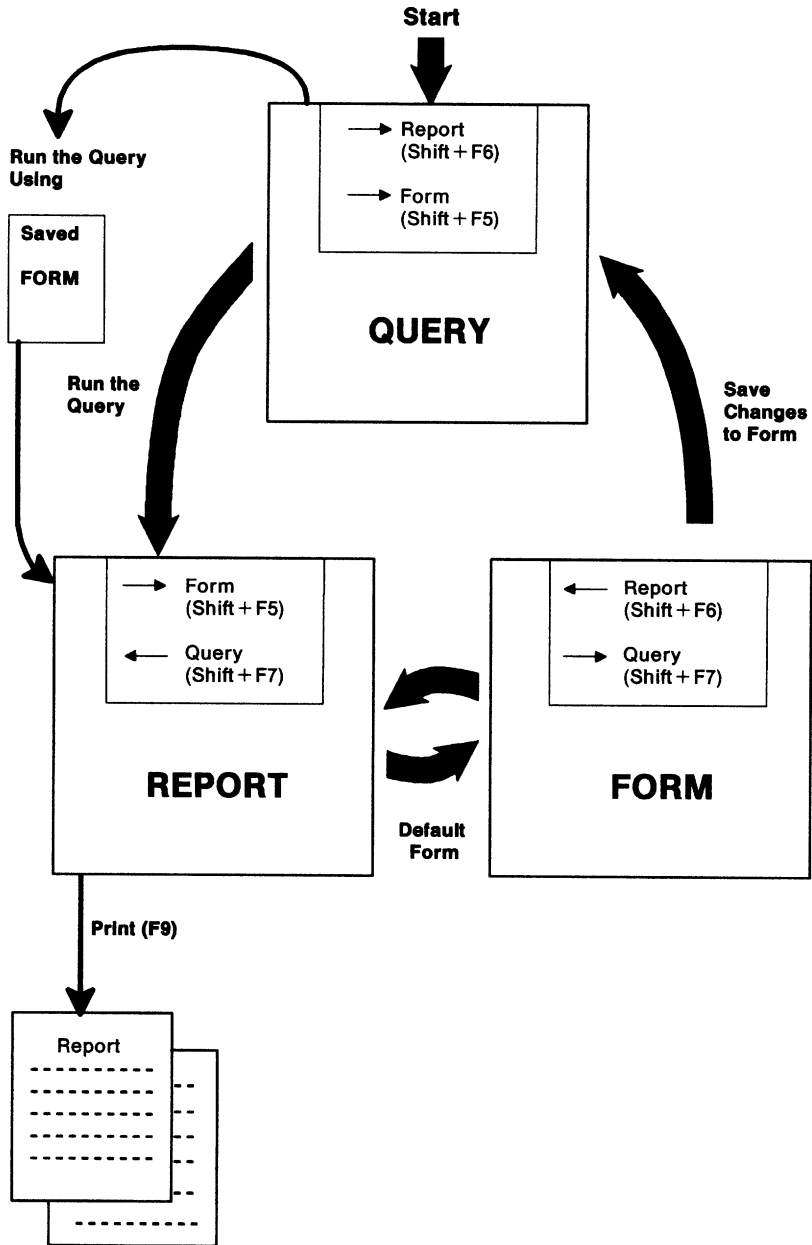 Start
Report
(Shift + F6)
Form
(Shift + F5)
QUERY
Run the Query
Using
Saved
FORM
Run the
Query
Save
Changes
to Form
Form
(Shift + F5)
Query
(Shift + F7)
REPORT
Report
(Shift + F6)
Query
(Shift + F7)
FORM
Default
Form
Print (F9)
Report